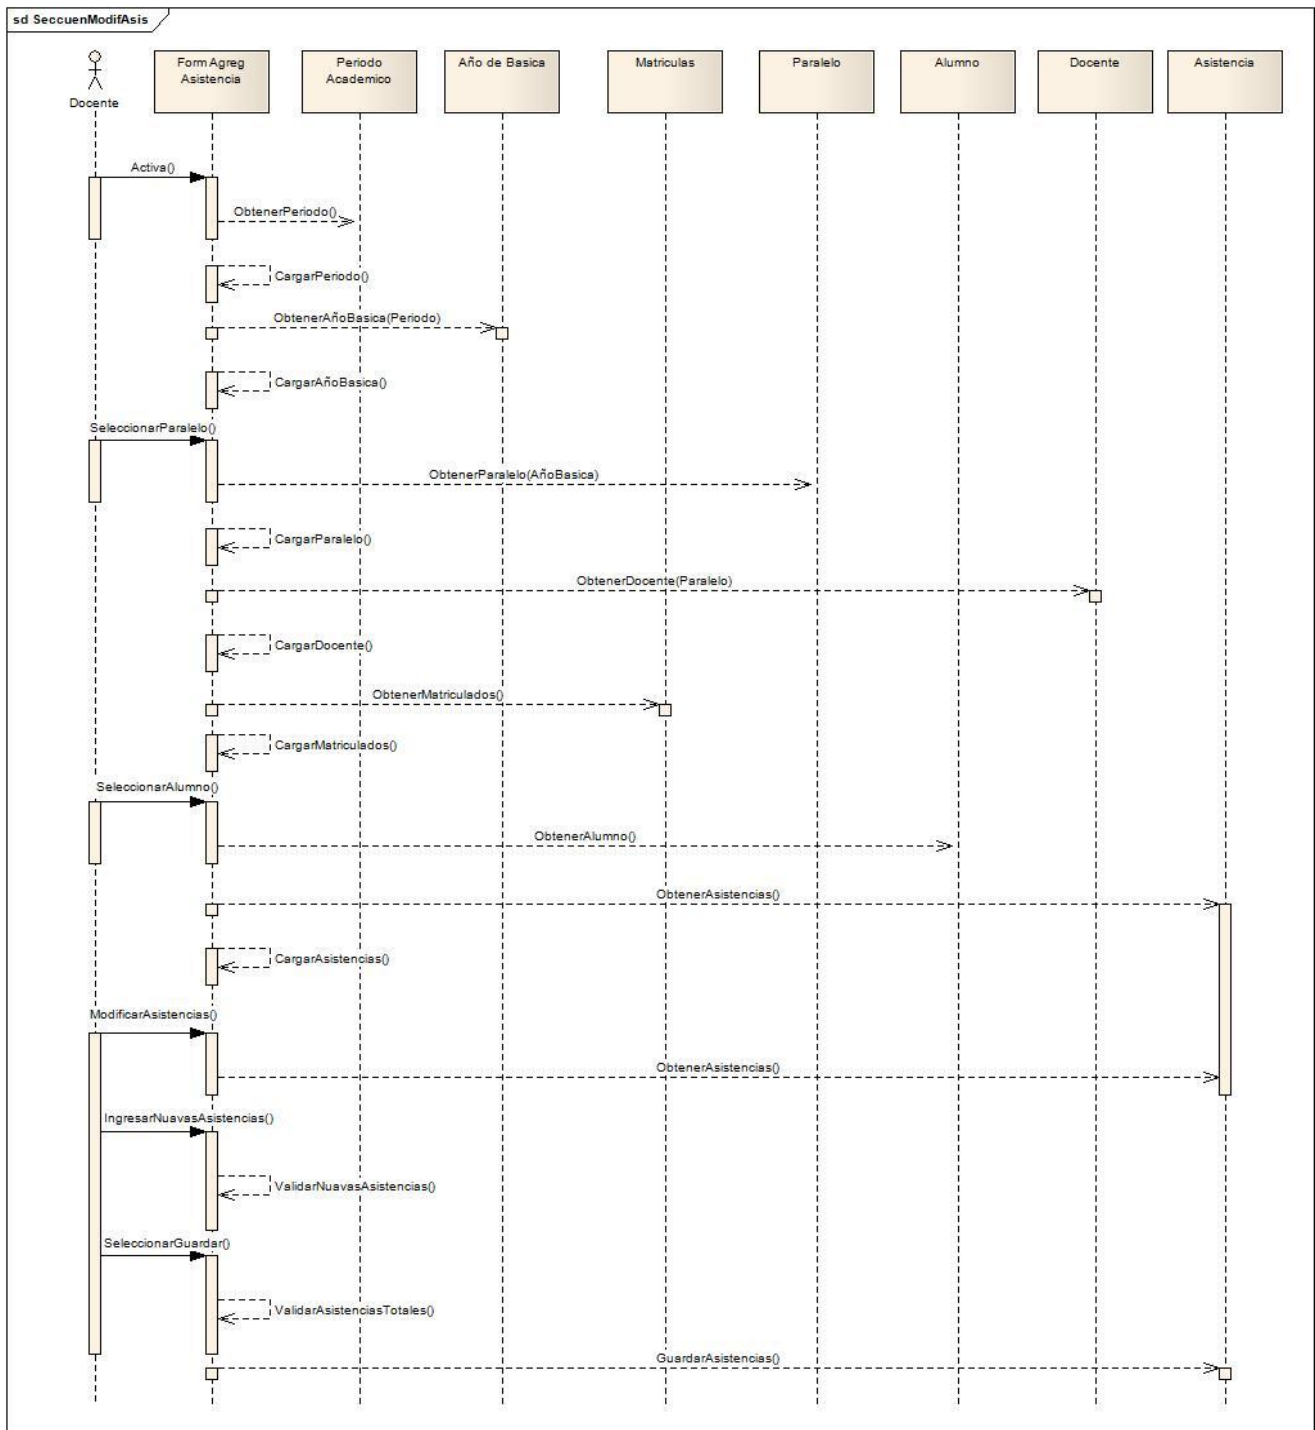 sd SeccuenModifAsis
Docente
Form Agreg
Asistencia
Periodo
Academico
Año de Basica
Matriculas
Paralelo
Alumno
Docente
Asistencia
Activa()
ObtenerPeriodo()
CargarPeriodo()
ObtenerAñoBasica(Periodo)
CargarAñoBasica()
SeleccionarParalelo()
ObtenerParalelo(AñoBasica)
CargarParalelo()
ObtenerDocente(Paralelo)
CargarDocente()
ObtenerMatriculados()
CargarMatriculados()
SeleccionarAlumno()
ObtenerAlumno()
ObtenerAsistencias()
CargarAsistencias()
ModificarAsistencias()
ObtenerAsistencias()
IngresarNuavasAsistencias()
ValidarNuavasAsistencias()
SeleccionarGuardar()
ValidarAsistenciasTotales()
GuardarAsistencias()